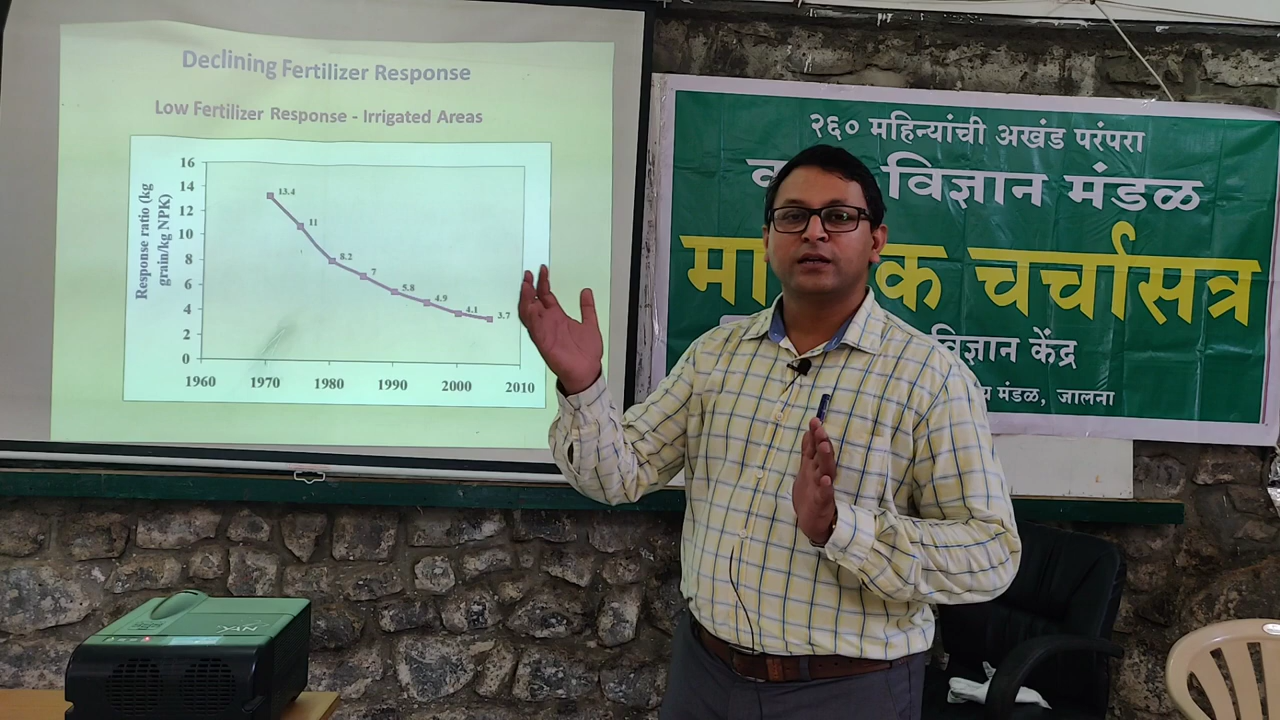 Declining Fertilizer Response
Low Fertilizer Response - Irrigated Areas
Response ratio (kg
grain/kg NPK)
16
14
12
10
8
6
4
2
0
13.4
11
8.2
7
5.8
4.9
4.1
3.7
1960
1970
1980
1990
2000
2010
२६० महिन्यांची अखंड परंपरा
विज्ञान मंडळ
चर्चासत्र
विज्ञान केंद्र
मंडळ, जालना